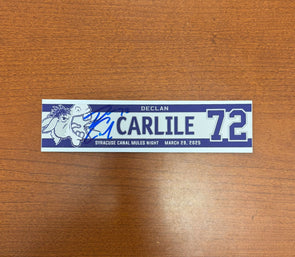 DECLAN
CARLILE 72
SYRACUSE CANAL MULES NIGHT MARCH 29, 2025